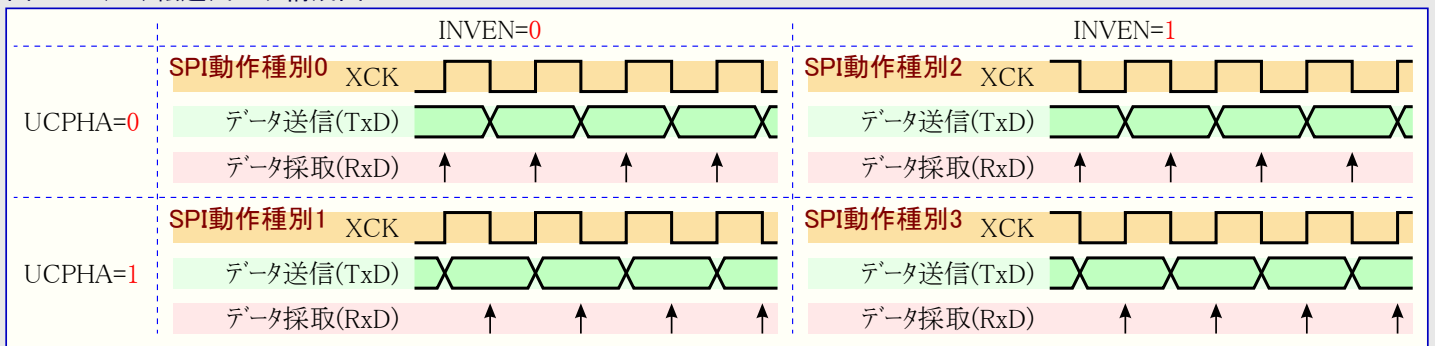 INVEN=0 INVEN=1
UCPHA=0
SPI動作種別0 XCK
データ送信(TxD)
データ採取(RxD)
SPI動作種別2 XCK
データ送信(TxD)
データ採取(RxD)
UCPHA=1
SPI動作種別1 XCK
データ送信(TxD)
データ採取(RxD)
SPI動作種別3 XCK
データ送信(TxD)
データ採取(RxD)